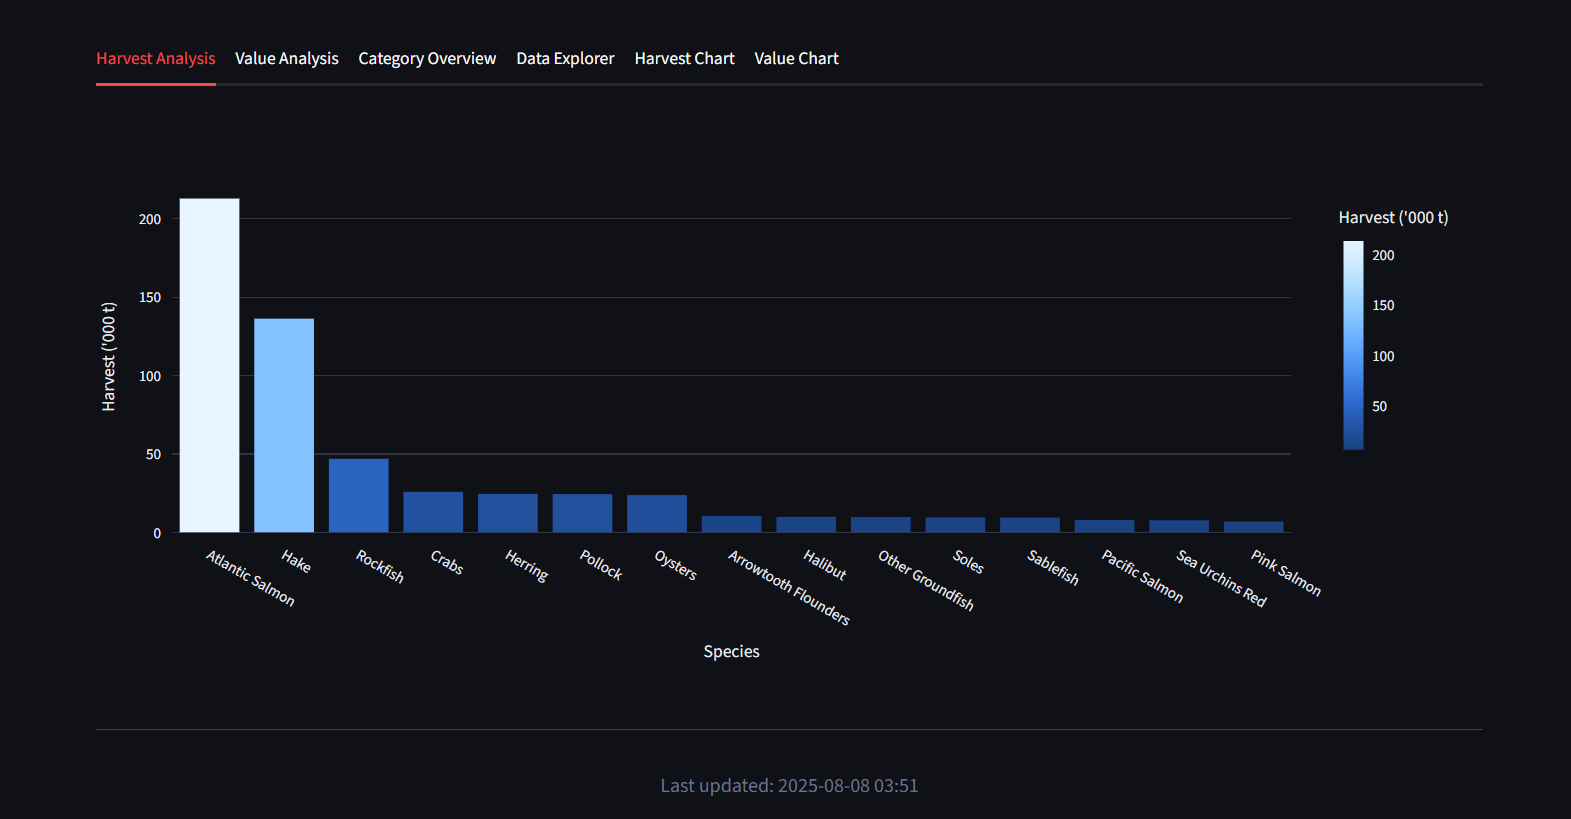 Harvest Analysis Value Analysis Category Overview Data Explorer Harvest Chart Value Chart
Harvest ('000 t)
200
150
100
50
0
Atlantic Salmon
Hake
Rockfish
Crabs
Herring
Pollock
Oysters
Arrowtooth Flounders
Halibut
Other Groundfish
Soles
Sablefish
Pacific Salmon
Sea Urchins Red
Pink Salmon
Species
Harvest ('000 t)
200
150
100
50
Last updated: 2025-08-08 03:51